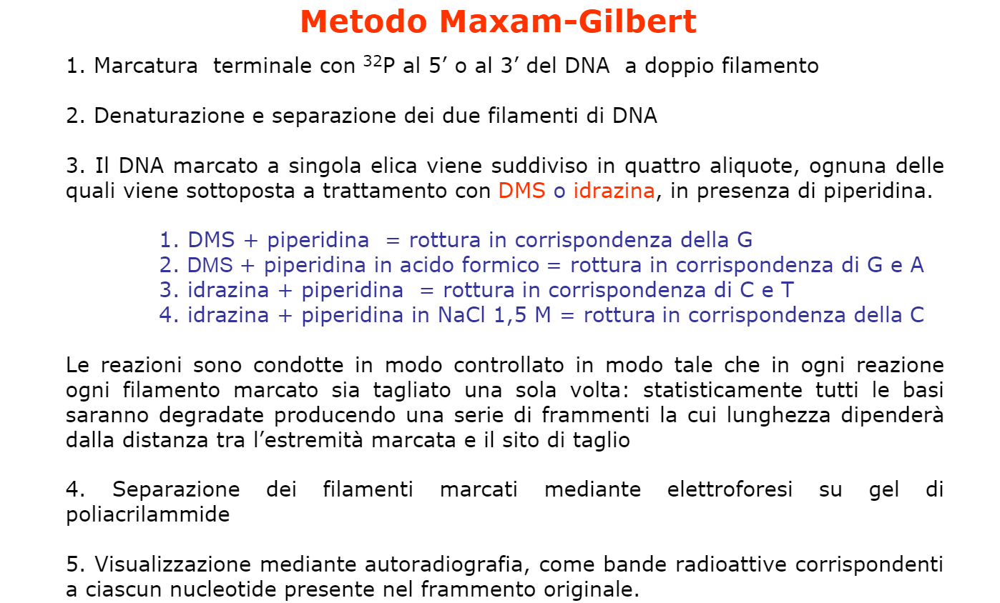 Metodo Maxam-Gilbert
1. Marcatura  terminale con ³²P al 5’ o al 3’ del DNA  a doppio filamento
2. Denaturazione e separazione dei due filamenti di DNA
3. Il DNA marcato a singola elica viene suddiviso in quattro aliquote, ognuna delle
quali viene sottoposta a trattamento con DMS o idrazina, in presenza di piperidina.
1. DMS + piperidina  = rottura in corrispondenza della G
2. DMS + piperidina in acido formico = rottura in corrispondenza di G e A
3. idrazina + piperidina  = rottura in corrispondenza di C e T
4. idrazina + piperidina in NaCl 1,5 M = rottura in corrispondenza della C
Le reazioni sono condotte in modo controllato in modo tale che in ogni reazione
ogni filamento marcato sia tagliato una sola volta: statisticamente tutti le basi
saranno degradate producendo una serie di frammenti la cui lunghezza dipenderà
dalla distanza tra l’estremità marcata e il sito di taglio
4. Separazione dei filamenti marcati mediante elettroforesi su gel di
poliacrilammide
5. Visualizzazione mediante autoradiografia, come bande radioattive corrispondenti
a ciascun nucleotide presente nel frammento originale.